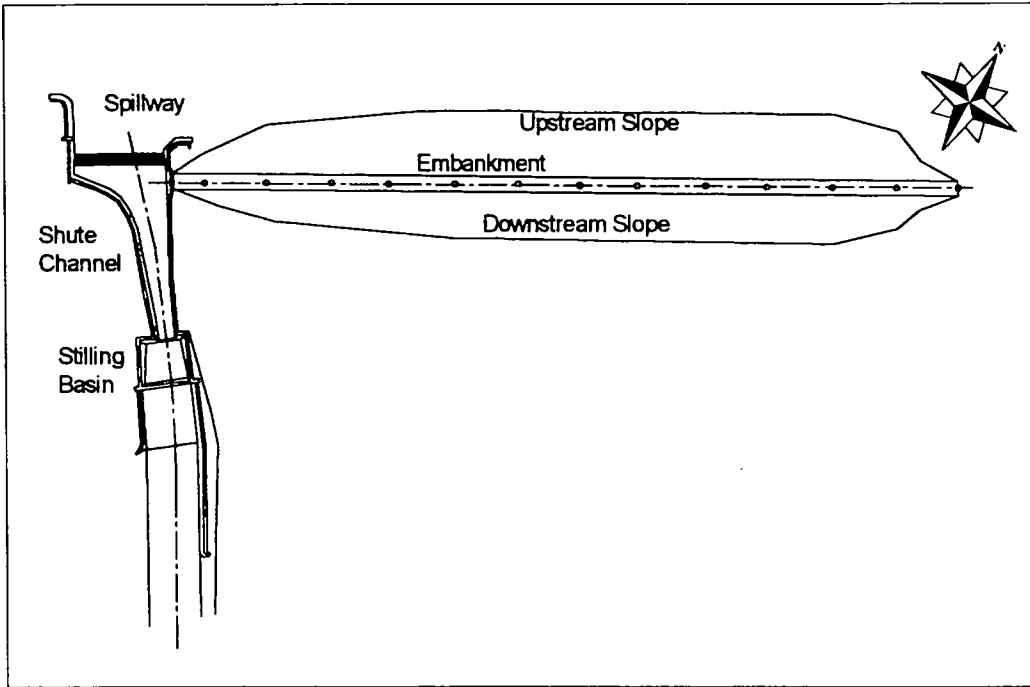 N
Spillway
Upstream Slope
Embankment
Downstream Slope
Shute
Channel
Stilling
Basin